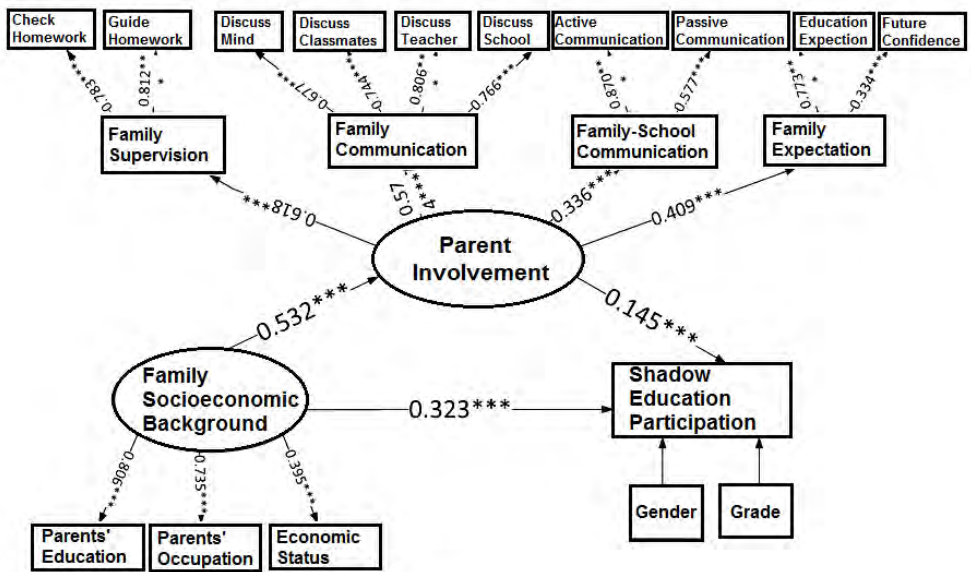 Check
Homework
Guide
Homework
Discuss
Mind
Discuss
Classmates
Discuss
Teacher
Discuss
School
Active
Communication
Passive
Communication
Education
Expection
Future
Confidence
0.783***
0.812**
*
0.677***
0.744***
0.806**
*
0.766***
0.870**
*
0.577***
0.773**
*
0.334***
Family
Supervision
Family
Communication
Family-School
Communication
Family
Expectation
0.618***
0.57
4***
0.336***
0.409***
Parent
Involvement
0.532***
0.145***
Family
Socioeconomic
Background
0.323***
Shadow
Education
Participation
0.806***
0.735***
0.395***
Gender
Grade
Parents'
Education
Parents'
Occupation
Economic
Status